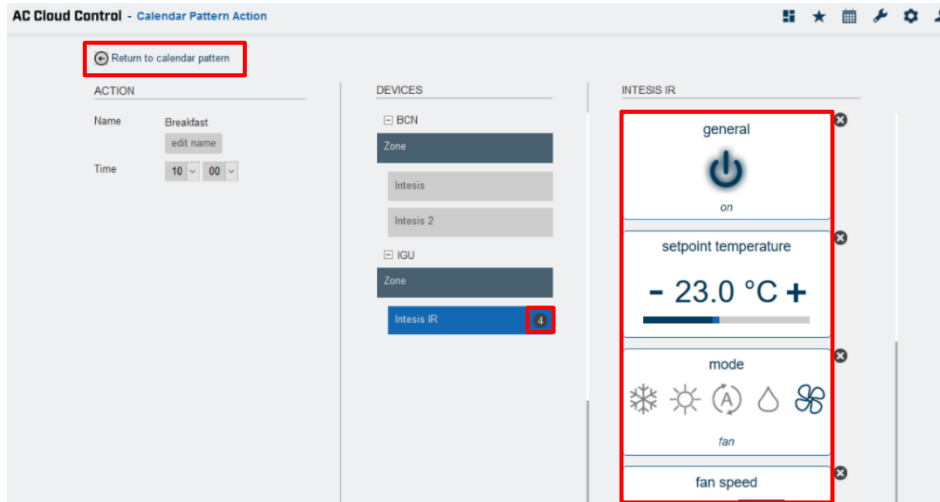 AC Cloud Control - Calendar Pattern Action
Return to calendar pattern
ACTION
Name Breakfast
edit name
Time 10 00
DEVICES
BCN
Zone
Intesis
Intesis 2
IGU
Zone
Intesis IR 4
INTESIS IR
general
on
setpoint temperature
- 23.0 °C +
mode
A
fan
fan speed